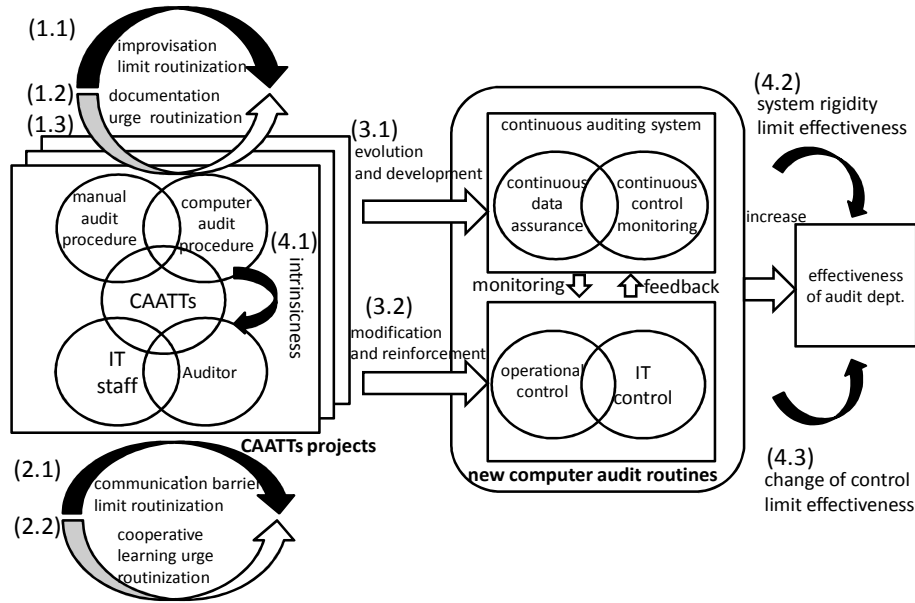 (1.1)
improvisation
limit routinization
(1.2)
documentation
urge routinization
(1.3)
manual
audit
procedure
computer
audit
procedure
(4.1)
intrinsicness
CAATTs
IT
staff
Auditor
CAATTs projects
(2.1)
communication barrier
limit routinization
(2.2)
cooperative
learning urge
routinization
(3.1)
evolution
and development
(3.2)
modification
and reinforcement
continuous auditing system
continuous
data
assurance
continuous
control
monitoring
monitoring
feedback
operational
control
IT
control
new computer audit routines
increase
(4.2)
system rigidity
limit effectiveness
effectiveness
of audit dept.
(4.3)
change of control
limit effectiveness